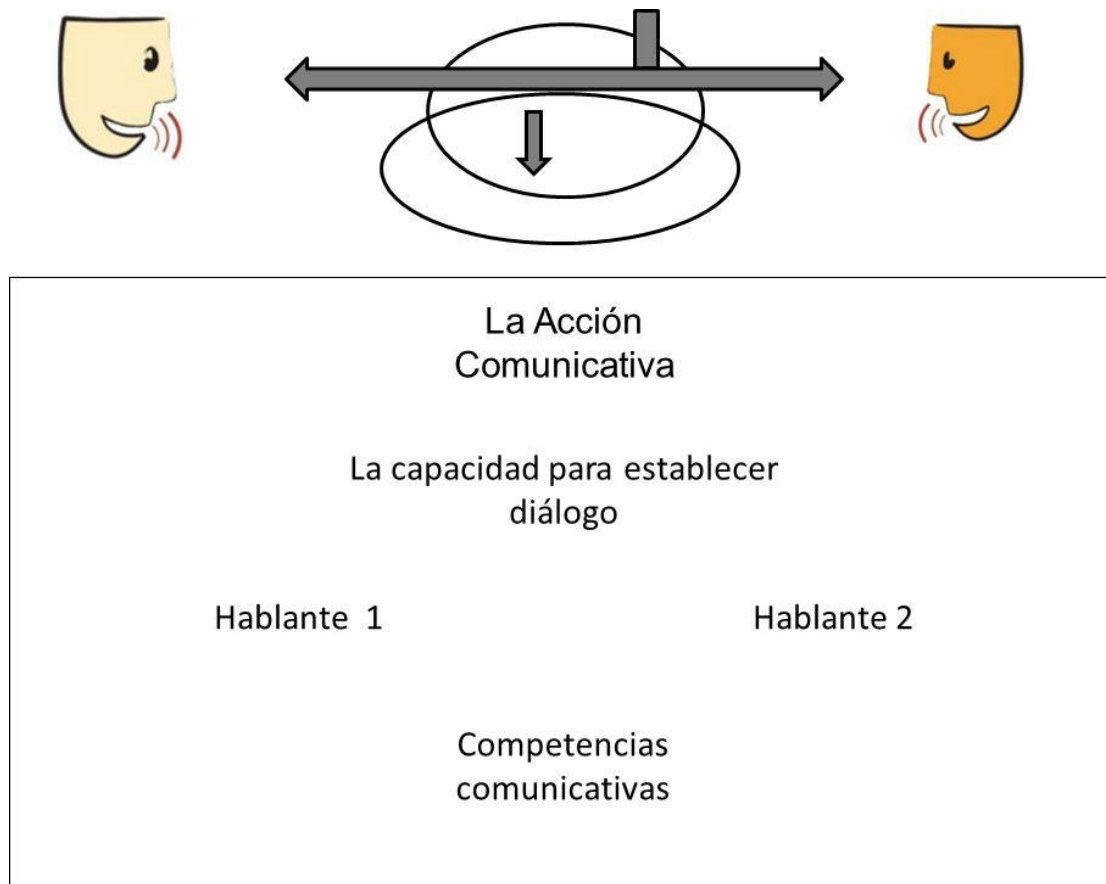 La Acción
Comunicativa
La capacidad para establecer
diálogo
Hablante 1
Hablante 2
Competencias
comunicativas